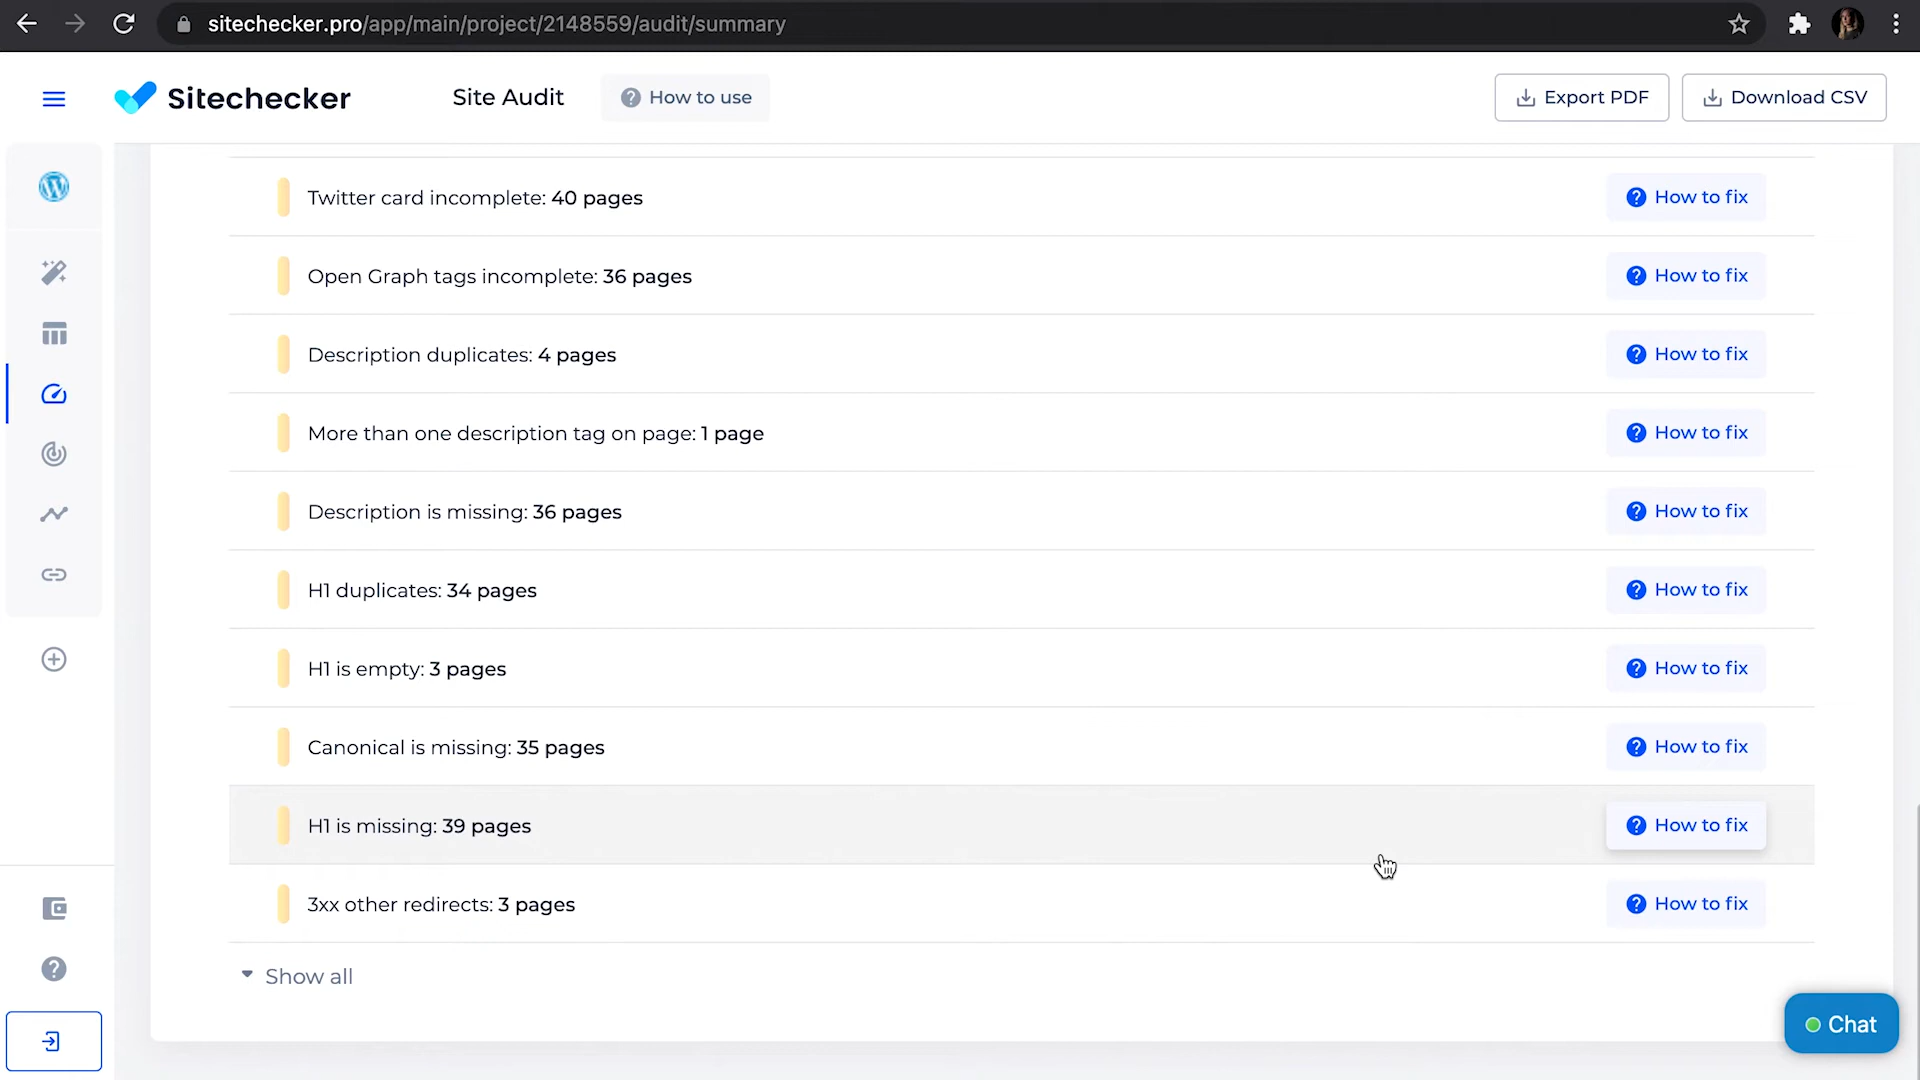 sitechecker.pro/app/main/project/2148559/audit/summary
Sitechecker
Site Audit
How to use
Export PDF
Download CSV
Twitter card incomplete: 40 pages
How to fix
Open Graph tags incomplete: 36 pages
How to fix
Description duplicates: 4 pages
How to fix
More than one description tag on page: 1 page
How to fix
Description is missing: 36 pages
How to fix
H1 duplicates: 34 pages
How to fix
H1 is empty: 3 pages
How to fix
Canonical is missing: 35 pages
How to fix
H1 is missing: 39 pages
How to fix
3xx other redirects: 3 pages
How to fix
Show all
Chat